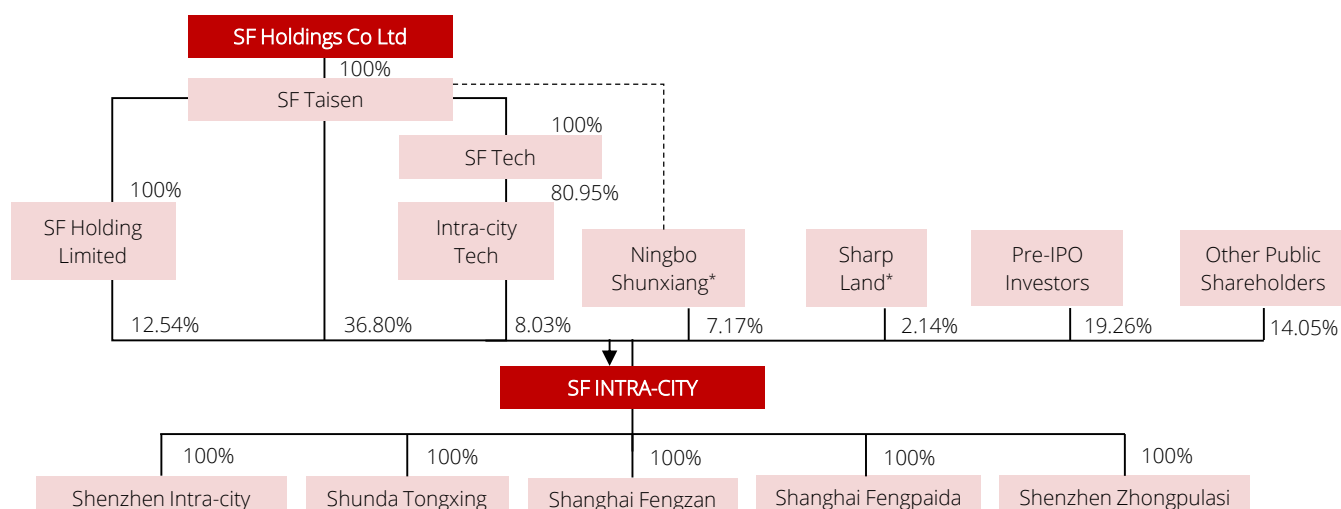 SF Holdings Co Ltd
100%
SF Taisen
100%
SF Tech
80.95%
100%
SF Holding
Limited
Intra-city
Tech
Ningbo
Shunxiang*
Sharp
Land*
Pre-IPO
Investors
Other Public
Shareholders
12.54%
36.80%
8.03%
7.17%
2.14%
19.26%
14.05%
SF INTRA-CITY
100%
100%
100%
100%
100%
Shenzhen Intra-city
Shunda Tongxing
Shanghai Fengzan
Shanghai Fengpaida
Shenzhen Zhongpulasi